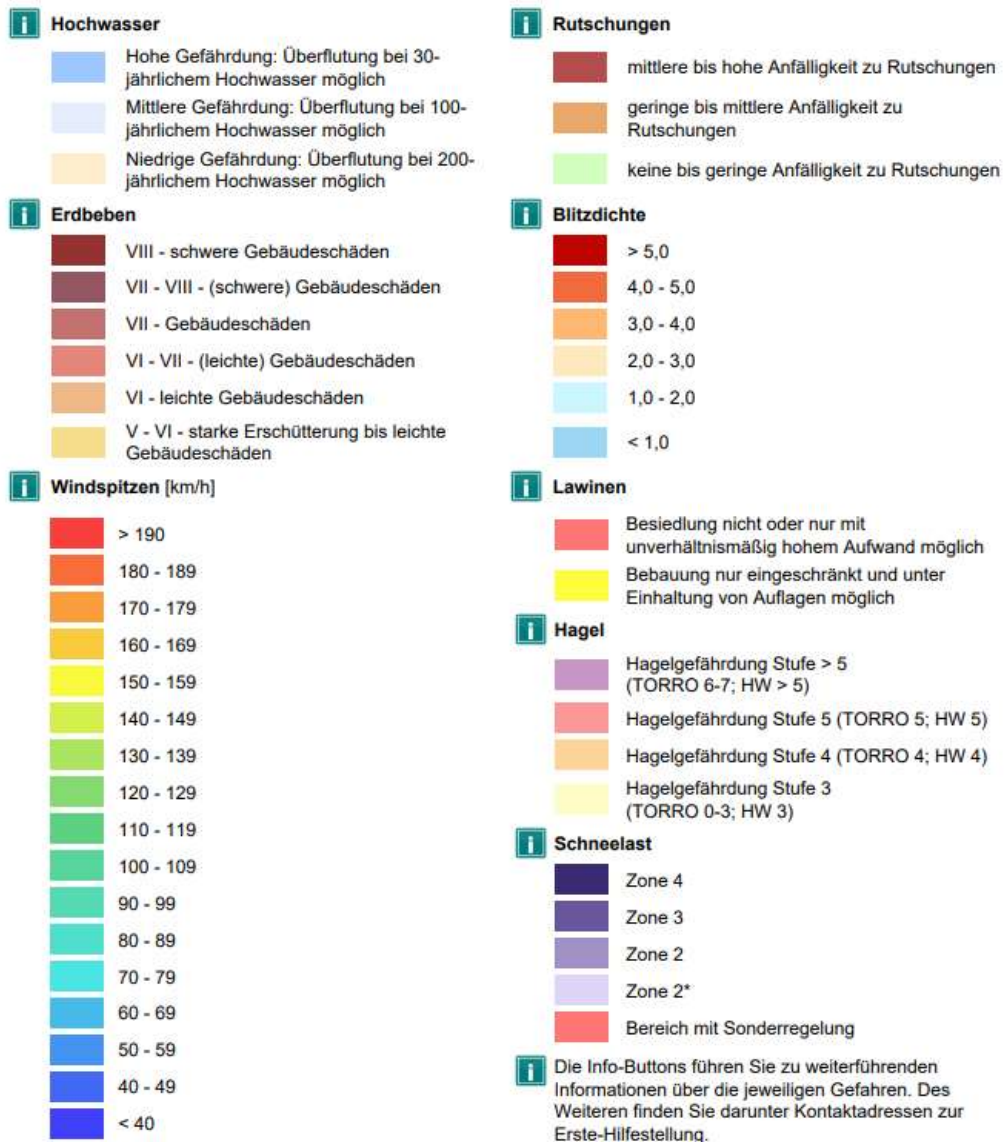 Hochwasser
Hohe Gefährdung: Überflutung bei 30-
jährlichem Hochwasser möglich
Mittlere Gefährdung: Überflutung bei 100-
jährlichem Hochwasser möglich
Niedrige Gefährdung: Überflutung bei 200-
jährlichem Hochwasser möglich
Erdbeben
VIII - schwere Gebäudeschäden
VII - VIII - (schwere) Gebäudeschäden
VII - Gebäudeschäden
VI - VII - (leichte) Gebäudeschäden
VI - leichte Gebäudeschäden
V - VI - starke Erschütterung bis leichte
Gebäudeschäden
Windspitzen [km/h]
> 190
180 - 189
170 - 179
160 - 169
150 - 159
140 - 149
130 - 139
120 - 129
110 - 119
100 - 109
90 - 99
80 - 89
70 - 79
60 - 69
50 - 59
40 - 49
< 40
Rutschungen
mittlere bis hohe Anfälligkeit zu Rutschungen
geringe bis mittlere Anfälligkeit zu
Rutschungen
keine bis geringe Anfälligkeit zu Rutschungen
Blitzdichte
> 5,0
4,0 - 5,0
3,0 - 4,0
2,0 - 3,0
1,0 - 2,0
< 1,0
Lawinen
Besiedlung nicht oder nur mit
unverhältnismäßig hohem Aufwand möglich
Bebauung nur eingeschränkt und unter
Einhaltung von Auflagen möglich
Hagel
Hagelgefährdung Stufe > 5
(TORRO 6-7; HW > 5)
Hagelgefährdung Stufe 5 (TORRO 5; HW 5)
Hagelgefährdung Stufe 4 (TORRO 4; HW 4)
Hagelgefährdung Stufe 3
(TORRO 0-3; HW 3)
Schneelast
Zone 4
Zone 3
Zone 2
Zone 2*
Bereich mit Sonderregelung
Die Info-Buttons führen Sie zu weiterführenden
Informationen über die jeweiligen Gefahren. Des
Weiteren finden Sie darunter Kontaktadressen zur
Erste-Hilfestellung.